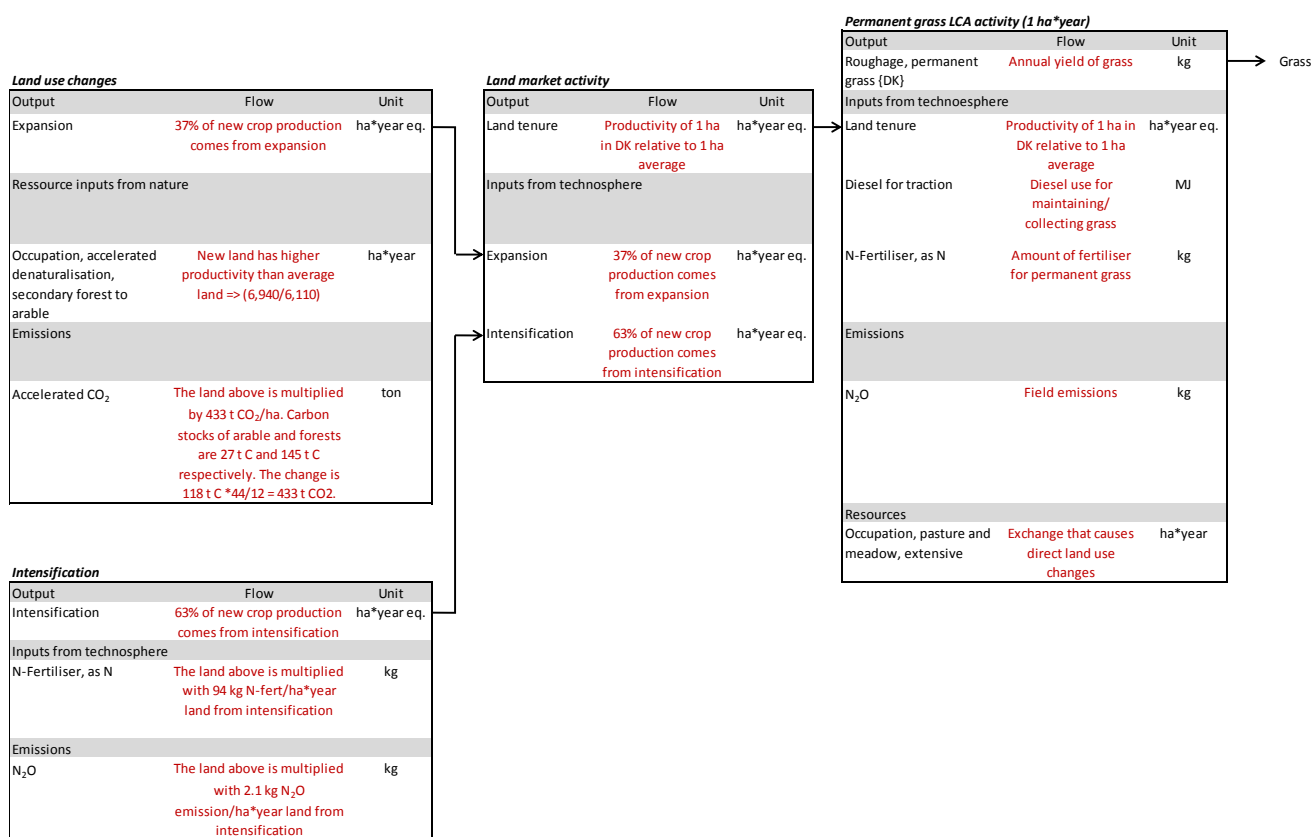 Land use changes
Output Flow Unit
Expansion 37% of new crop production ha*year eq.
comes from expansion
Ressource inputs from nature
Occupation, accelerated New land has higher ha*year
denaturalisation, productivity than average
secondary forest to land => (6,940/6,110)
arable
Emissions
Accelerated CO₂ The land above is multiplied ton
by 433 t CO₂/ha. Carbon
stocks of arable and forests
are 27 t C and 145 t C
respectively. The change is
118 t C *44/12 = 433 t CO2.
Intensification
Output Flow Unit
Intensification 63% of new crop production ha*year eq.
comes from intensification
Inputs from technosphere
N-Fertiliser, as N The land above is multiplied kg
with 94 kg N-fert/ha*year
land from intensification
Emissions
N₂O The land above is multiplied kg
with 2.1 kg N₂O
emission/ha*year land from
intensification
Land market activity
Output Flow Unit
Land tenure Productivity of 1 ha ha*year eq.
in DK relative to 1 ha
average
Inputs from technosphere
Expansion 37% of new crop ha*year eq.
production comes
from expansion
Intensification 63% of new crop ha*year eq.
production comes
from intensification
Permanent grass LCA activity (1 ha*year)
Output Flow Unit
Roughage, permanent Annual yield of grass kg
grass {DK}
Grass
Inputs from technoesphere
Land tenure Productivity of 1 ha in ha*year eq.
DK relative to 1 ha
average
Diesel for traction Diesel use for MJ
maintaining/
collecting grass
N-Fertiliser, as N Amount of fertiliser kg
for permanent grass
Emissions
N₂O Field emissions kg
Resources
Occupation, pasture and Exchange that causes ha*year
meadow, extensive direct land use
changes